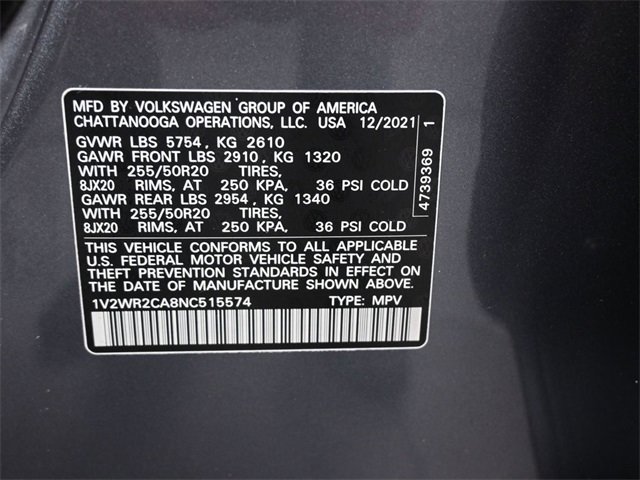 MFD BY VOLKSWAGEN GROUP OF AMERICA
CHATTANOOGA OPERATIONS, LLC. USA 12/2021
GVWR LBS 5754, KG 2610
GAWR FRONT LBS 2910, KG 1320
WITH 255/50R20 TIRES,
8JX20 RIMS, AT 250 KPA, 36 PSI COLD
GAWR REAR LBS 2954, KG 1340
WITH 255/50R20 TIRES,
8JX20 RIMS, AT 250 KPA, 36 PSI COLD
THIS VEHICLE CONFORMS TO ALL APPLICABLE
U.S. FEDERAL MOTOR VEHICLE SAFETY AND
THEFT PREVENTION STANDARDS IN EFFECT ON
THE DATE OF MANUFACTURE SHOWN ABOVE.
1V2WR2CA8NC515574 TYPE: MPV
4739369 1